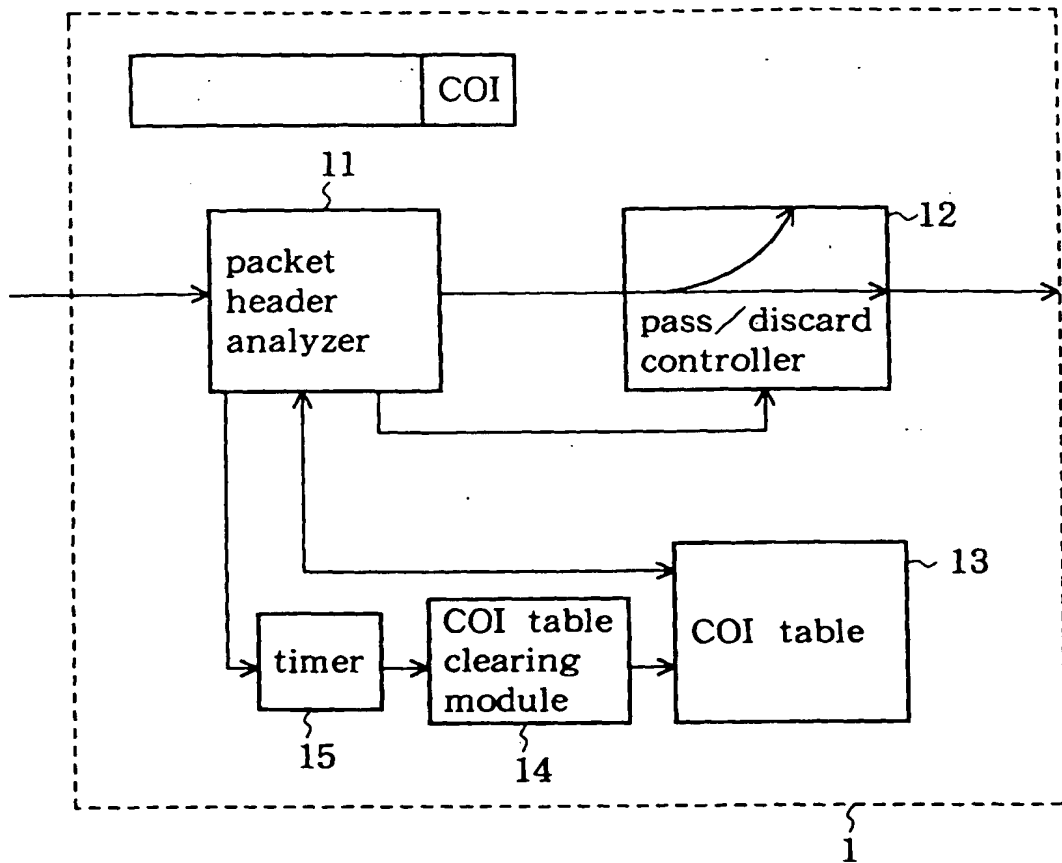 COI
11
packet
header
analyzer
12
pass/discard
controller
13
COI table
COI table
clearing
module
timer
15
14
1